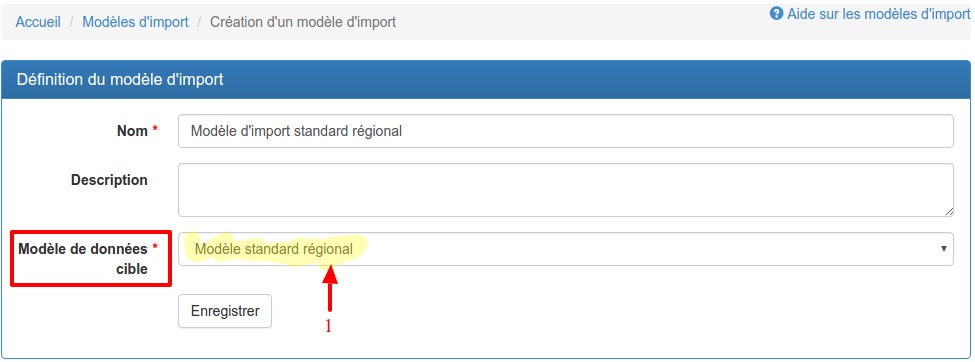 Accueil / Modèles d'import / Création d'un modèle d'import
? Aide sur les modèles d'import
Définition du modèle d'import
Nom * Modèle d'import standard régional
Description
Modèle de données * Modèle standard régional
cible
Enregistrer
1